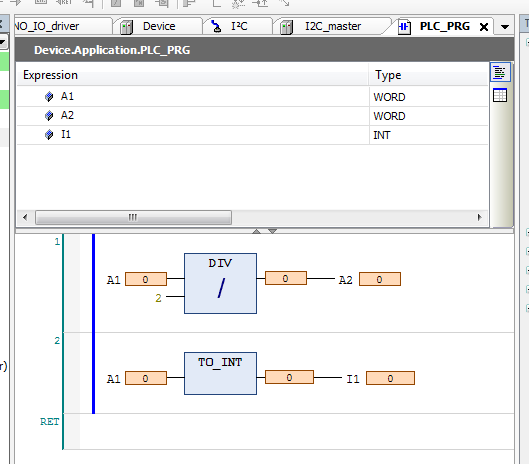 NO_IO_driver Device I²C I2C_master PLC_PRG
Device.Application.PLC_PRG
Expression Type
A1 WORD
A2 WORD
I1 INT
1
DIV
A1 0 / 0 A2 0
2
2
TO_INT
A1 0 0 I1 0
r)
RET